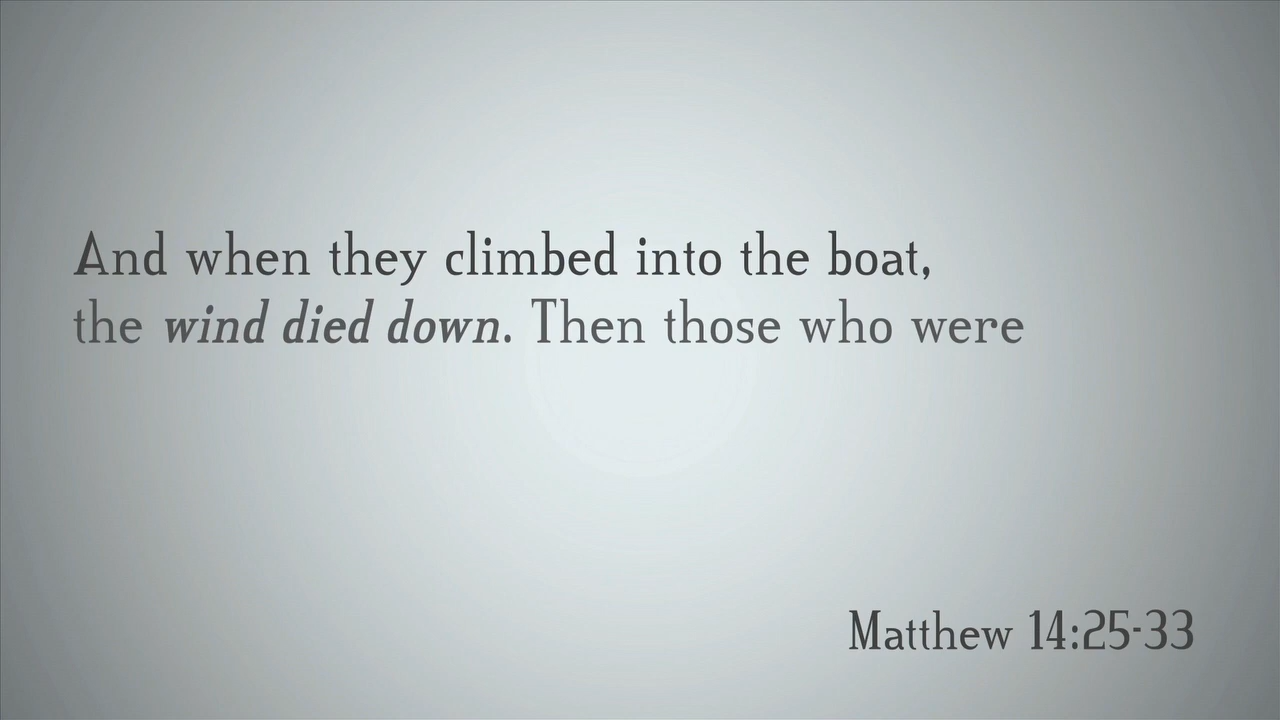 And when they climbed into the boat,
the wind died down. Then those who were
Matthew 14:25-33